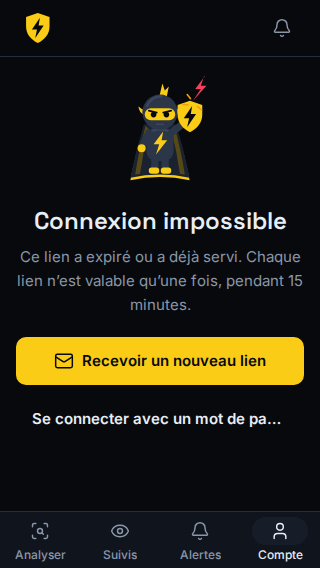 Connexion impossible
Ce lien a expiré ou a déjà servi. Chaque
lien n’est valable qu’une fois, pendant 15
minutes.
Recevoir un nouveau lien
Se connecter avec un mot de pa…
Analyser
Suivis
Alertes
Compte